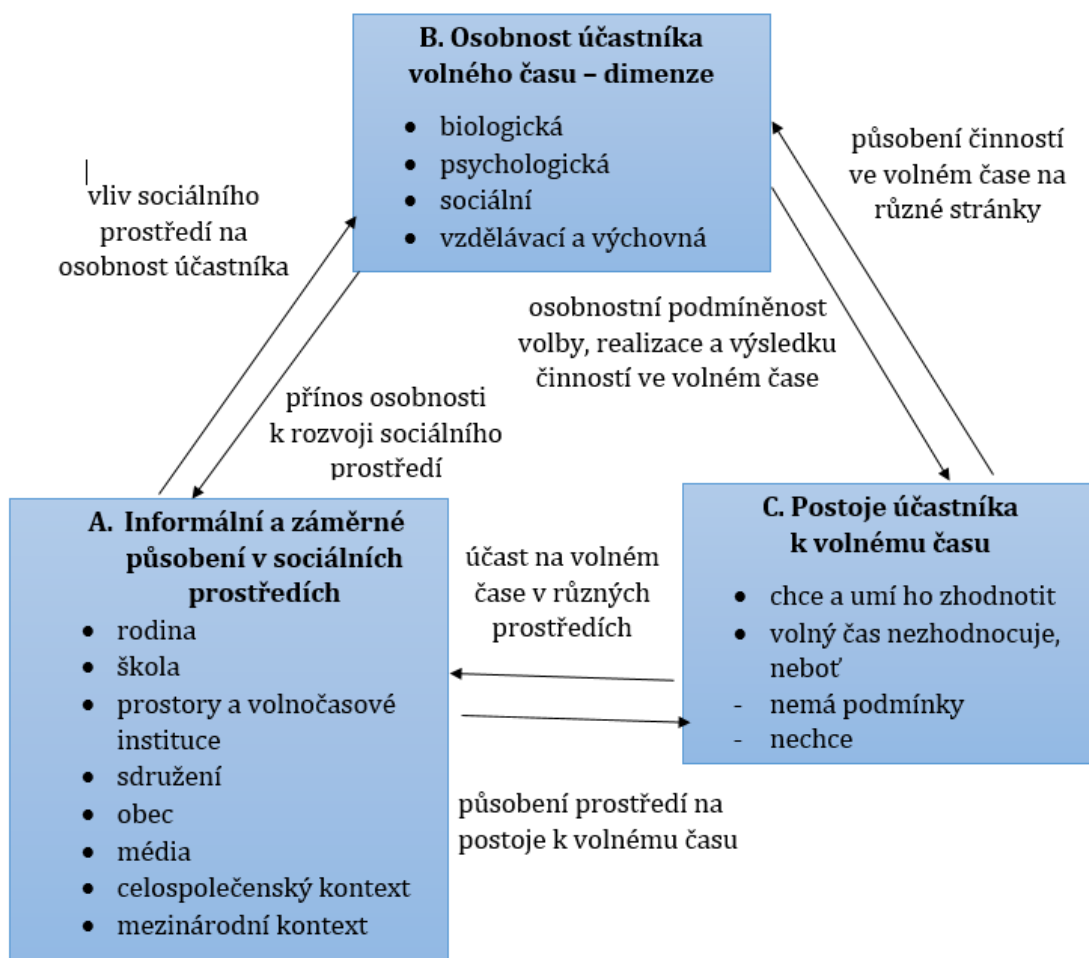 B. Osobnost účastníka
volného času – dimenze
• biologická
• psychologická
• sociální
• vzdělávací a výchovná
vliv sociálního
prostředí na
osobnost účastníka
působení činností
ve volném čase na
různé stránky
osobnostní podmíněnost
volby, realizace a výsledku
činností ve volném čase
přínos osobnosti
k rozvoji sociálního
prostředí
A. Informální a záměrné
působení v sociálních
prostředích
• rodina
• škola
• prostory a volnočasové
instituce
• sdružení
• obec
• média
• celospolečenský kontext
• mezinárodní kontext
účast na volném
čase v různých
prostředích
působení prostředí na
postoje k volnému času
C. Postoje účastníka
k volnému času
• chce a umí ho zhodnotit
• volný čas nezhodnocuje,
neboť
- nemá podmínky
- nechce